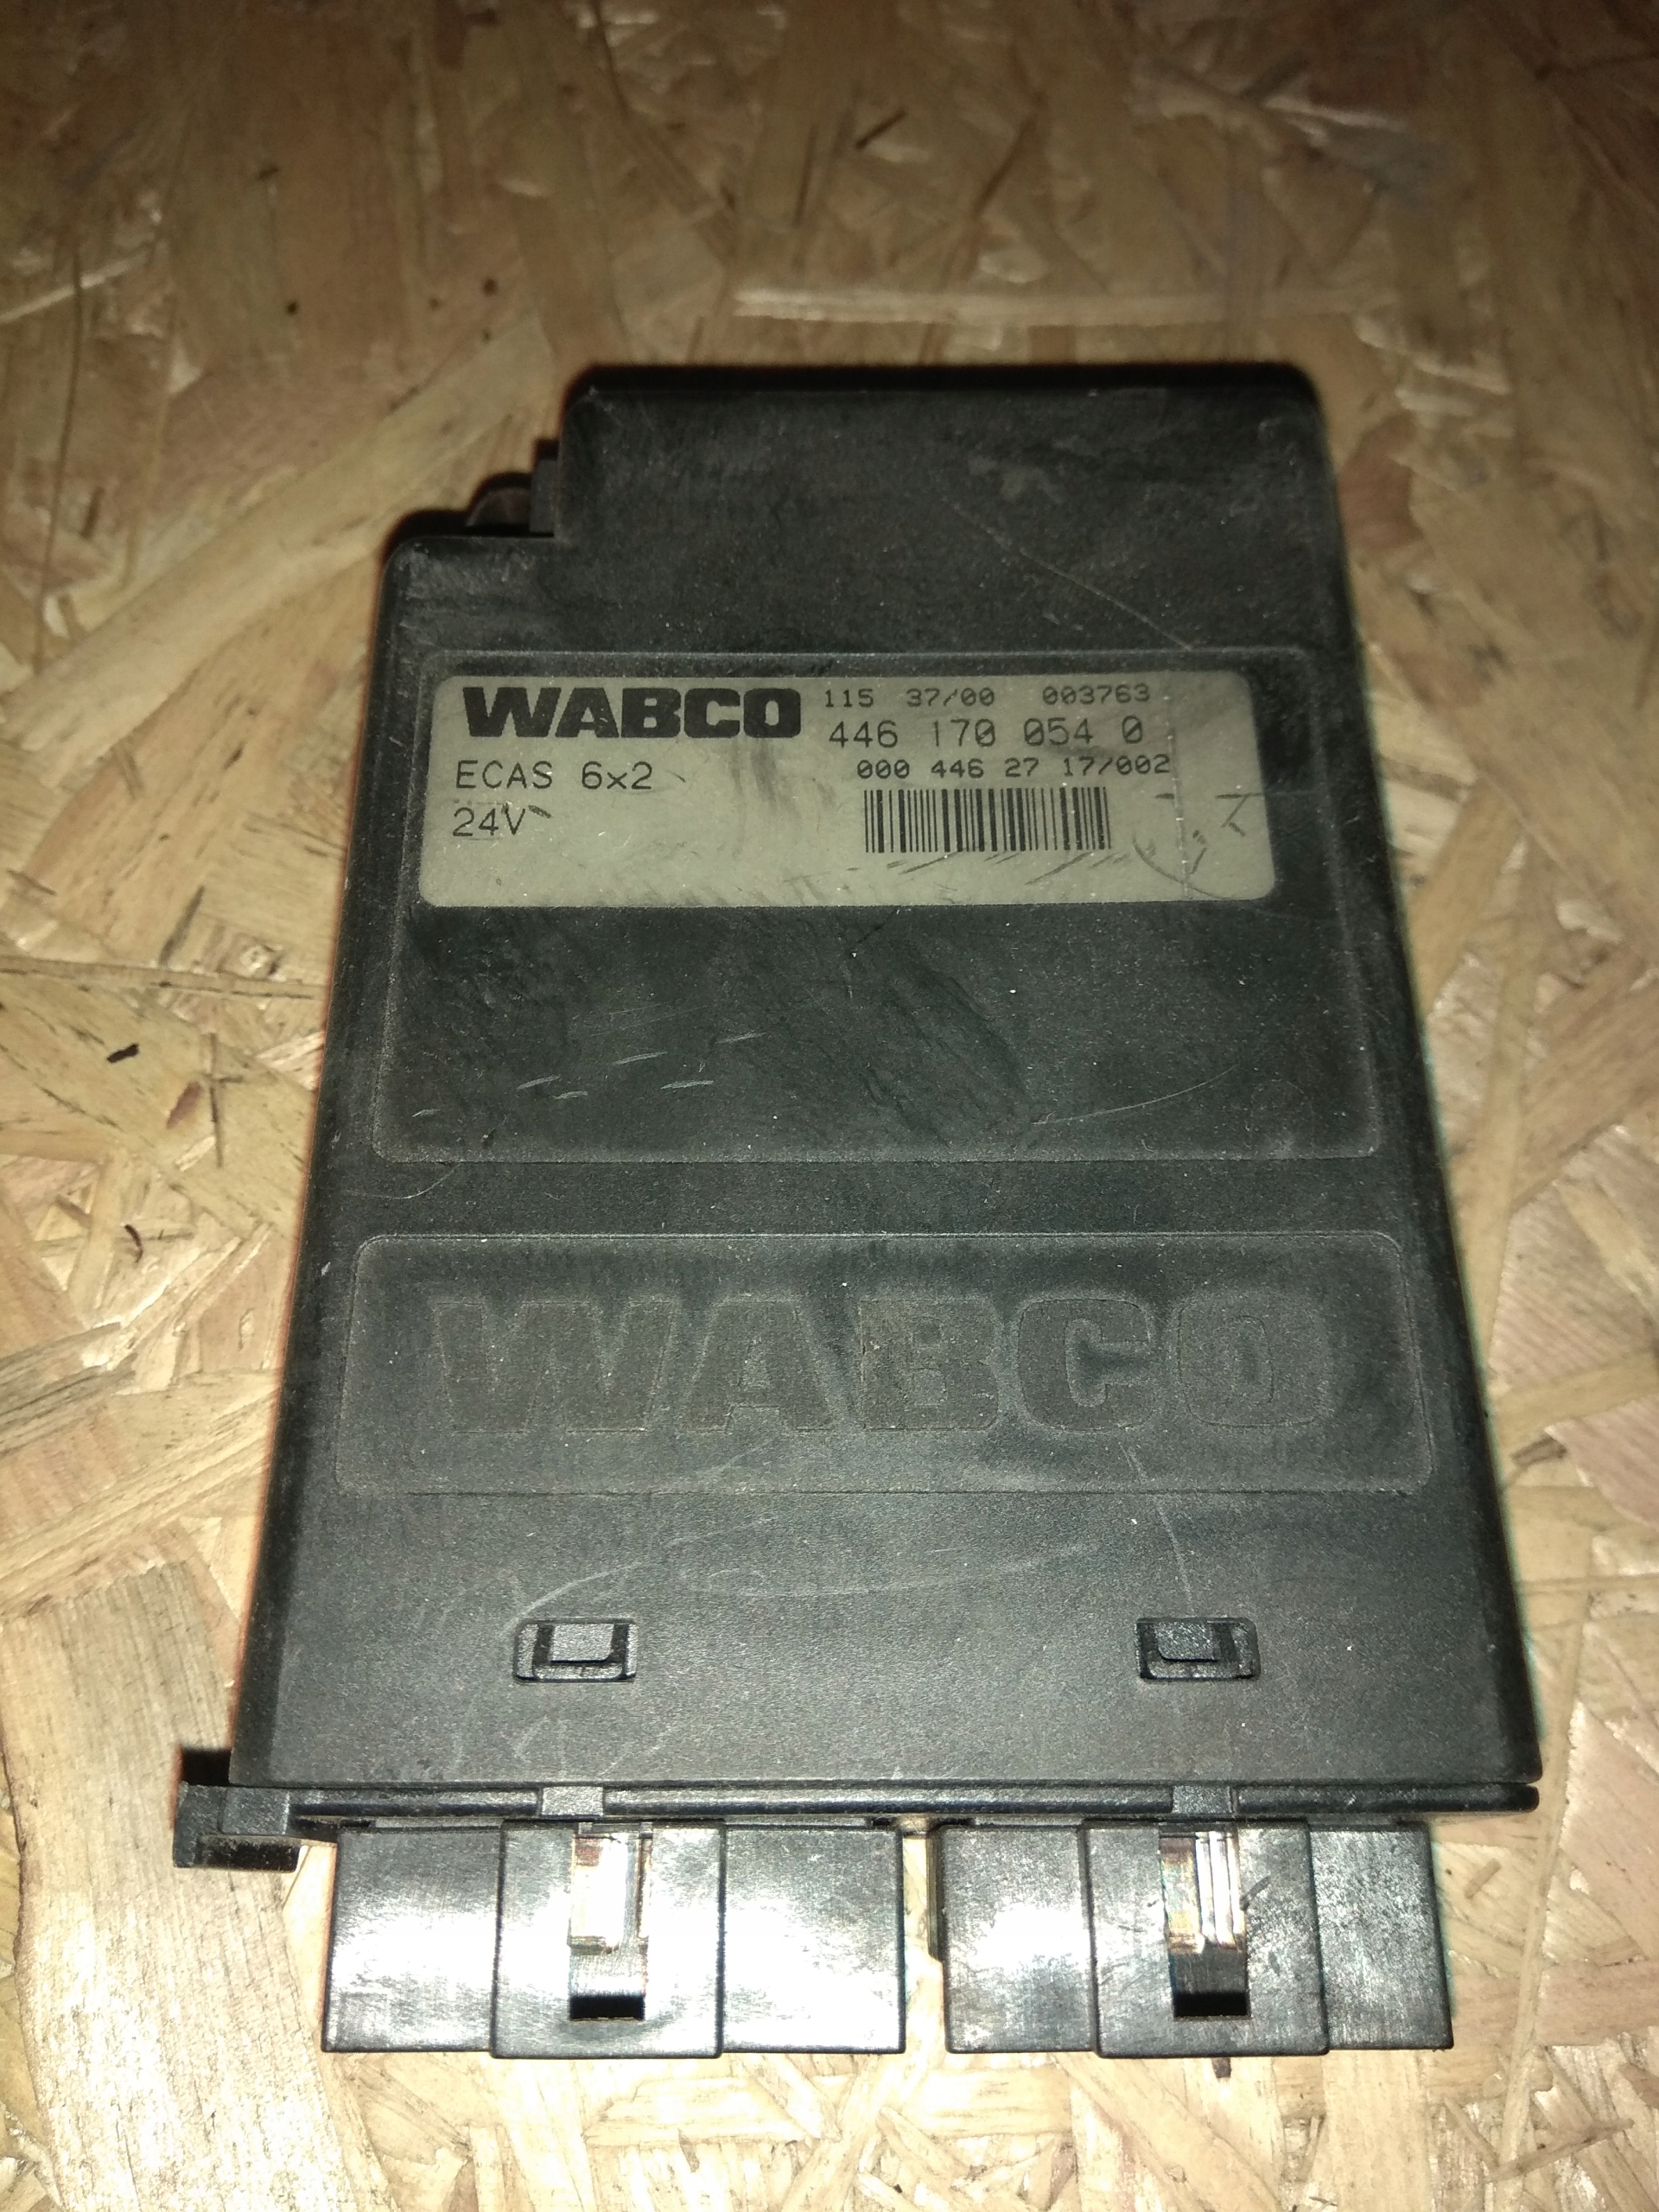 WABCO 115 37/00 003763
446 170 054 0
ECAS 6x2 000 446 27 17/002
24V
WABCO